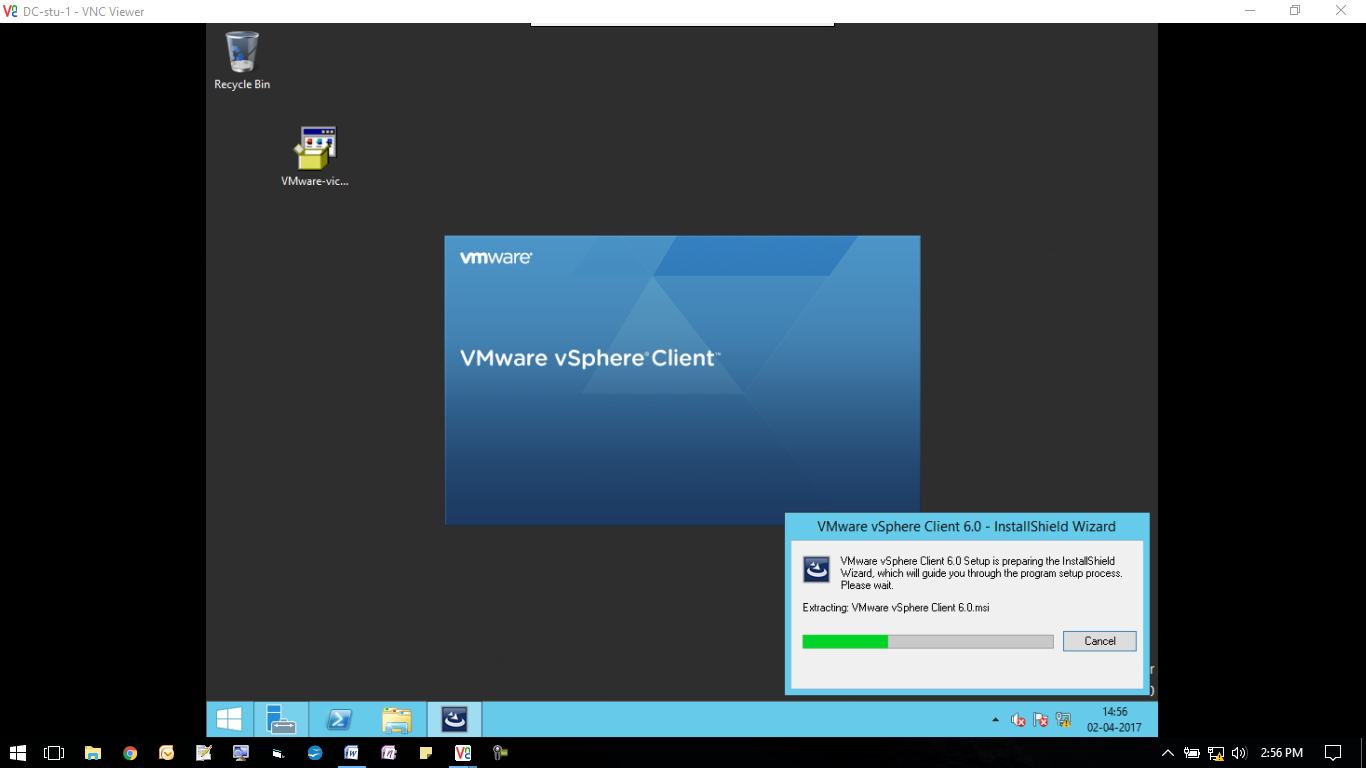 DC-stu-1 - VNC Viewer
Recycle Bin
VMware-vic...
vmware®
VMware vSphere® Client™
VMware vSphere Client 6.0 - InstallShield Wizard
VMware vSphere Client 6.0 Setup is preparing the InstallShield
Wizard, which will guide you through the program setup process.
Please wait.
Extracting: VMware vSphere Client 6.0.msi
Cancel
r
0
14:56
02-04-2017
2:56 PM